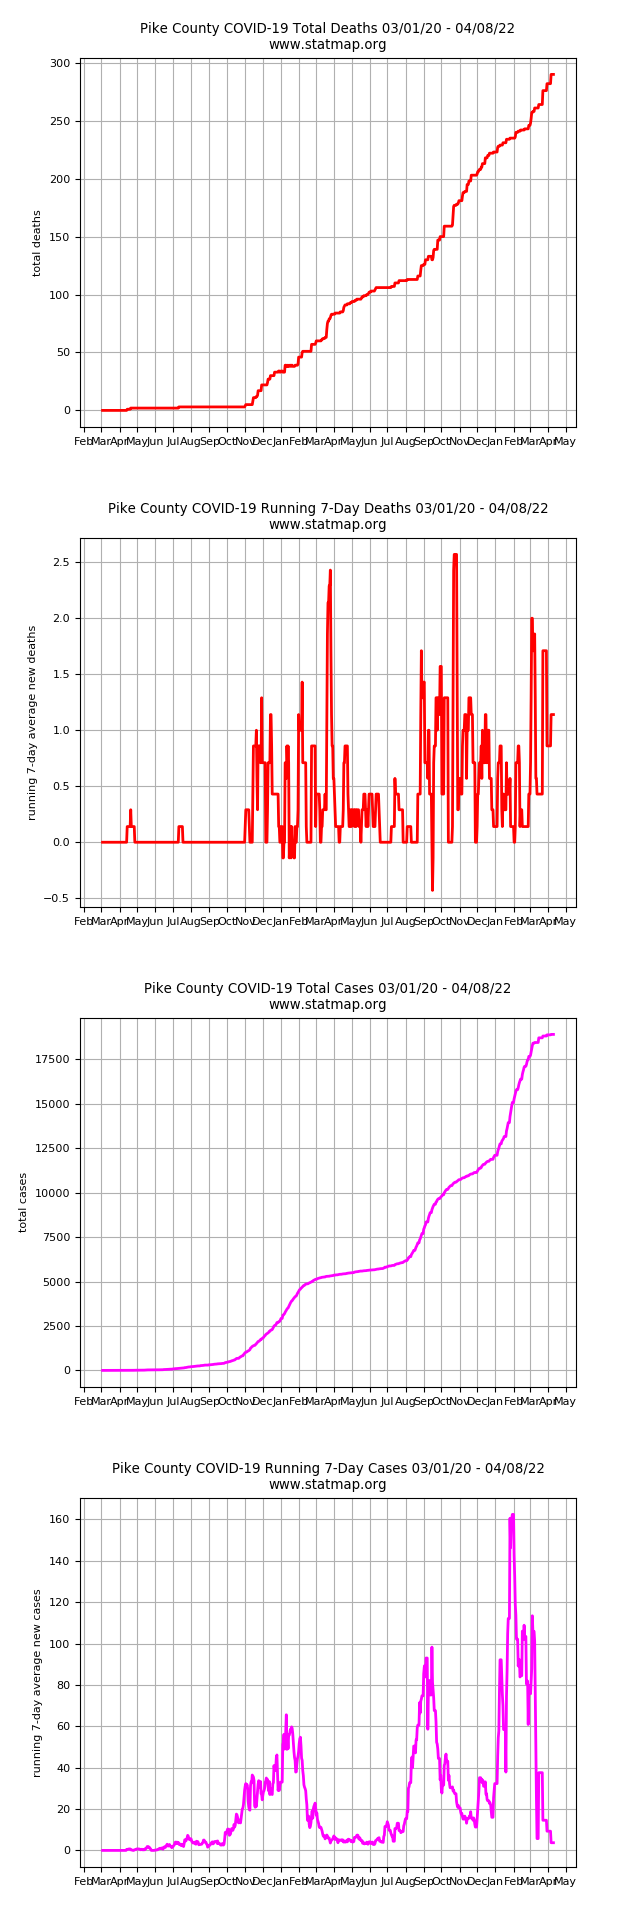 Pike County COVID-19 Total Deaths 03/01/20 - 04/08/22
www.statmap.org
300
250
200
150
100
50
0
total deaths
Feb Mar Apr May Jun Jul Aug Sep Oct Nov Dec Jan Feb Mar Apr May Jun Jul Aug Sep Oct Nov Dec Jan Feb Mar Apr May
Pike County COVID-19 Running 7-Day Deaths 03/01/20 - 04/08/22
www.statmap.org
2.5
2.0
1.5
1.0
0.5
0.0
−0.5
running 7-day average new deaths
Feb Mar Apr May Jun Jul Aug Sep Oct Nov Dec Jan Feb Mar Apr May Jun Jul Aug Sep Oct Nov Dec Jan Feb Mar Apr May
Pike County COVID-19 Total Cases 03/01/20 - 04/08/22
www.statmap.org
17500
15000
12500
10000
7500
5000
2500
0
total cases
Feb Mar Apr May Jun Jul Aug Sep Oct Nov Dec Jan Feb Mar Apr May Jun Jul Aug Sep Oct Nov Dec Jan Feb Mar Apr May
Pike County COVID-19 Running 7-Day Cases 03/01/20 - 04/08/22
www.statmap.org
160
140
120
100
80
60
40
20
0
running 7-day average new cases
Feb Mar Apr May Jun Jul Aug Sep Oct Nov Dec Jan Feb Mar Apr May Jun Jul Aug Sep Oct Nov Dec Jan Feb Mar Apr May